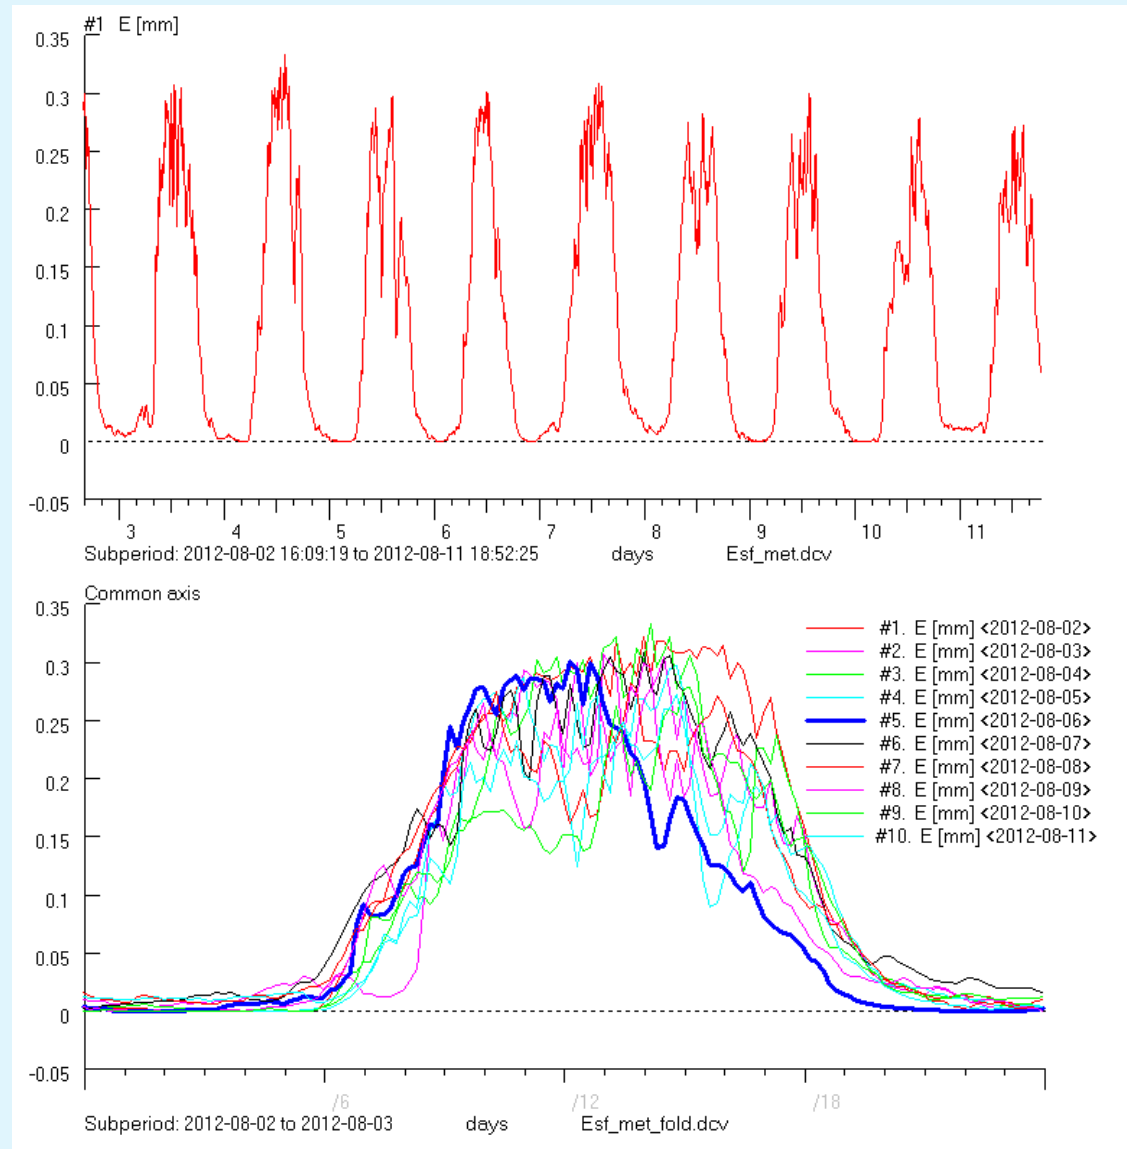 #1 E [mm]
0.35
0.3
0.25
0.2
0.15
0.1
0.05
0
-0.05
3 4 5 6 7 8 9 10 11
Subperiod: 2012-08-02 16:09:19 to 2012-08-11 18:52:25 days Esf_met.dcv
Common axis
0.35
0.3
0.25
0.2
0.15
0.1
0.05
0
-0.05
#1. E [mm] <2012-08-02>
#2. E [mm] <2012-08-03>
#3. E [mm] <2012-08-04>
#4. E [mm] <2012-08-05>
#5. E [mm] <2012-08-06>
#6. E [mm] <2012-08-07>
#7. E [mm] <2012-08-08>
#8. E [mm] <2012-08-09>
#9. E [mm] <2012-08-10>
#10. E [mm] <2012-08-11>
/6 /12 /18
Subperiod: 2012-08-02 to 2012-08-03 days Esf_met_fold.dcv